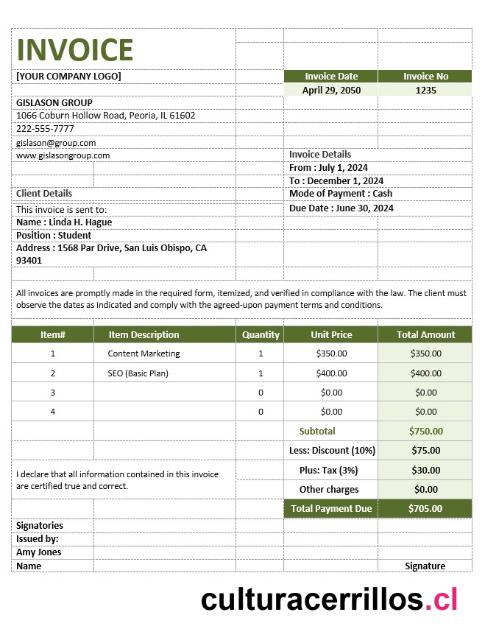 INVOICE
[YOUR COMPANY LOGO]
Invoice Date Invoice No
April 29, 2050 1235
GISLASON GROUP
1066 Coburn Hollow Road, Peoria, IL 61602
222-555-7777
gislason@group.com
www.gislasongroup.com
Invoice Details
From : July 1, 2024
To : December 1, 2024
Mode of Payment : Cash
Due Date : June 30, 2024
Client Details
This invoice is sent to:
Name : Linda H. Hague
Position : Student
Address : 1568 Par Drive, San Luis Obispo, CA
93401
All invoices are promptly made in the required form, itemized, and verified in compliance with the law. The client must
observe the dates as indicated and comply with the agreed-upon payment terms and conditions.
Item# Item Description Quantity Unit Price Total Amount
1 Content Marketing 1 $350.00 $350.00
2 SEO (Basic Plan) 1 $400.00 $400.00
3 0 $0.00 $0.00
4 0 $0.00 $0.00
Subtotal $750.00
Less: Discount (10%) $75.00
Plus: Tax (3%) $30.00
Other charges $0.00
Total Payment Due $705.00
I declare that all information contained in this invoice
are certified true and correct.
Signatories
Issued by:
Amy Jones
Name Signature
culturacerrillos.cl